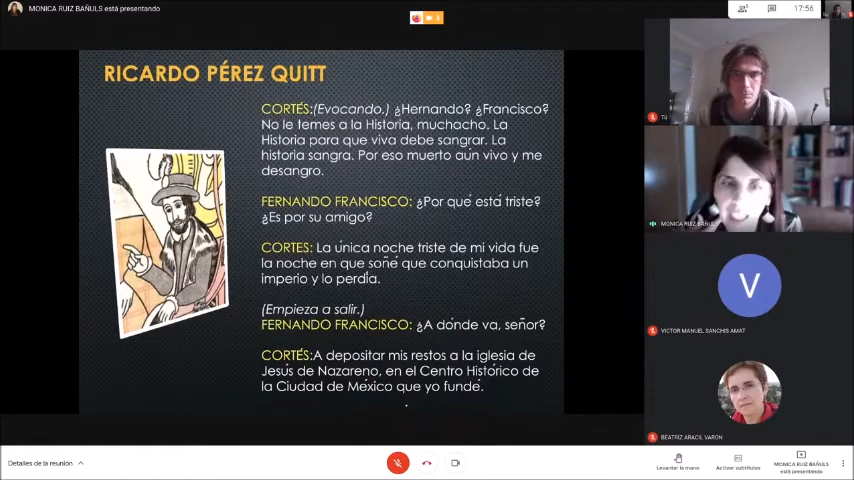 MONICA RUIZ BAÑULS está presentando
17:56
RICARDO PÉREZ QUITT
CORTÉS:(Evocando.) ¿Hernando? ¿Francisco?
No le temes a la Historia, muchacho. La
Historia para que viva debe sangrar. La
historia sangra. Por eso muerto aún vivo y me
desangro.
FERNANDO FRANCISCO: ¿Por qué está triste?
¿Es por su amigo?
CORTES: La única noche triste de mi vida fue
la noche en que soñé que conquistaba un
imperio y lo perdía.
(Empieza a salir.)
FERNANDO FRANCISCO: ¿A dónde va, señor?
CORTÉS:A depositar mis restos a la iglesia de
Jesús de Nazareno, en el Centro Histórico de
la Ciudad de México que yo fundé.
Tú
MONICA RUIZ BAÑULS
V
VICTOR MANUEL SANCHIS AMAT
BEATRIZ ARACIL VARON
Detalles de la reunión
Levantar la mano
Activar subtítulos
MONICA RUIZ BAÑULS
está presentando